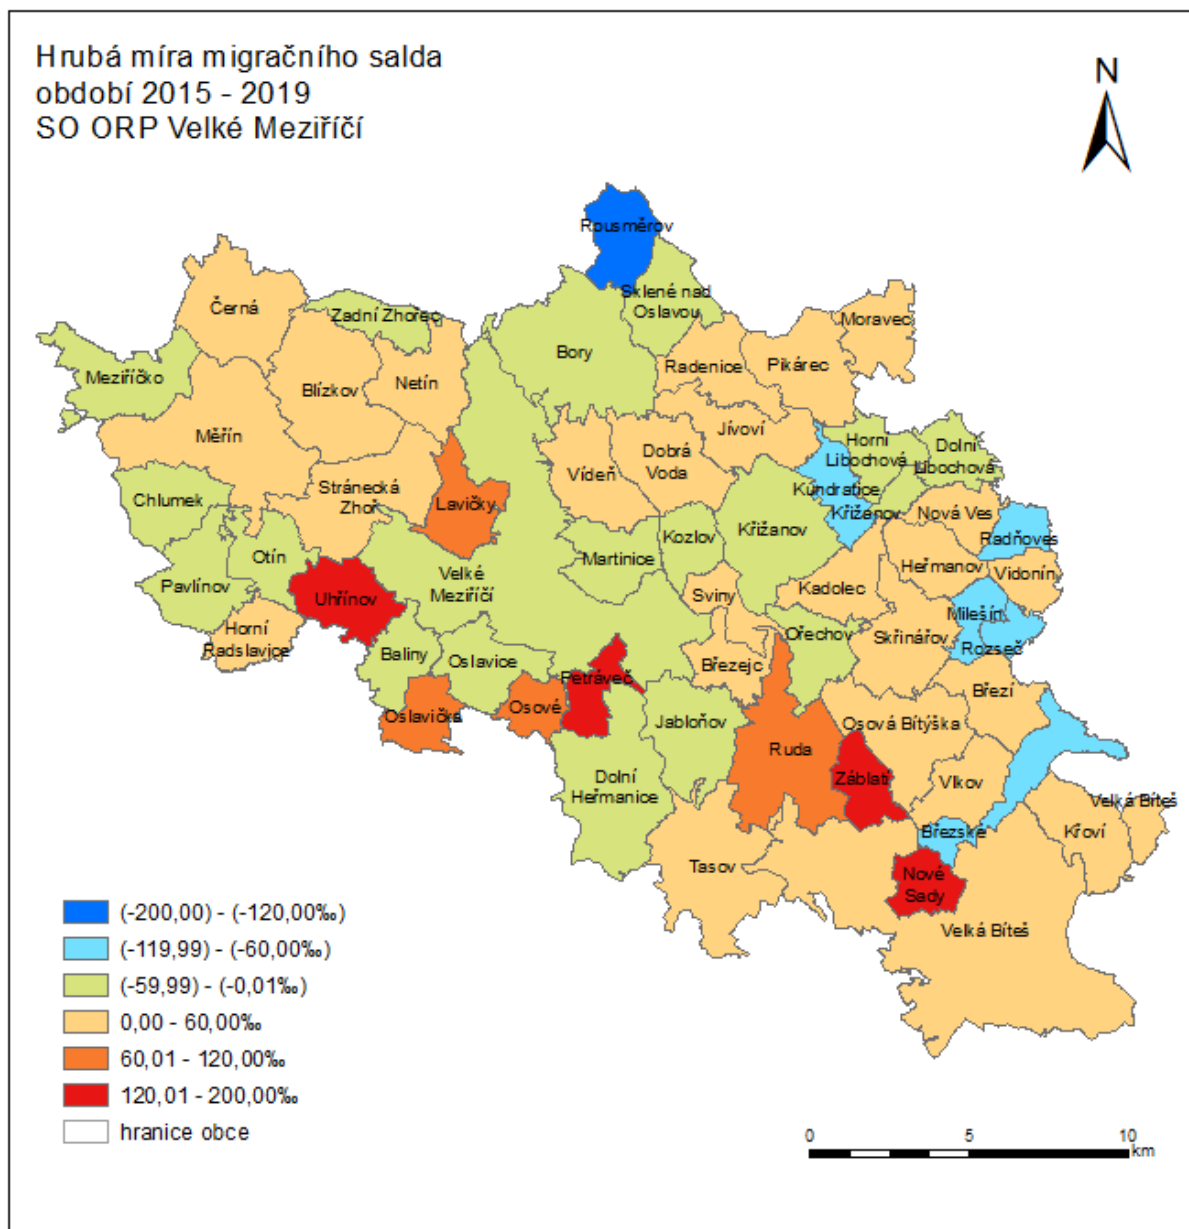 Hrubá míra migračního salda
období 2015 - 2019
SO ORP Velké Meziříčí
N
Rousměrov
Sklené nad
Oslavou
Černá
Zadní Zhořec
Moravec
Bory
Radenice
Pikárec
Meziříčko
Blízkov
Netín
Měřín
Jívoví
Dobrá
Voda
Horní
Libochová
Dolní
Libochová
Vídeň
Stránecká
Zhoř
Lavičky
Chlumek
Kundratice
Křižanov
Nová Ves
Křižanov
Radňoves
Kozlov
Martinice
Otín
Pavlínov
Velké
Meziříčí
Heřmanov
Vidonín
Uhřínov
Sviny
Kadolec
Horní
Radslavice
Milešín
Ořechov
Skřinářov
Rozseč
Baliny
Oslavice
Březejc
Petráveč
Březí
Oslavička
Osové
Jabloňov
Osová Bítýška
Ruda
Dolní
Heřmanice
Záblatí
Vlkov
Velká Bíteš
Březské
Křoví
Tasov
Nové
Sady
Velká Bíteš
(-200,00) - (-120,00‰)
(-119,99) - (-60,00‰)
(-59,99) - (-0,01‰)
0,00 - 60,00‰
60,01 - 120,00‰
120,01 - 200,00‰
hranice obce
0 5 10
km